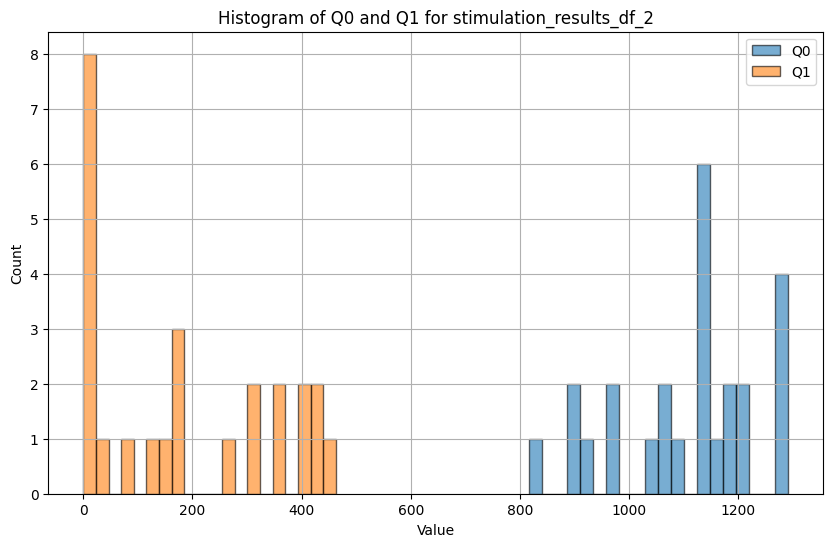 Histogram of Q0 and Q1 for stimulation_results_df_2
Q0
Q1
8
7
6
5
4
3
2
1
0
Count
0 200 400 600 800 1000 1200
Value